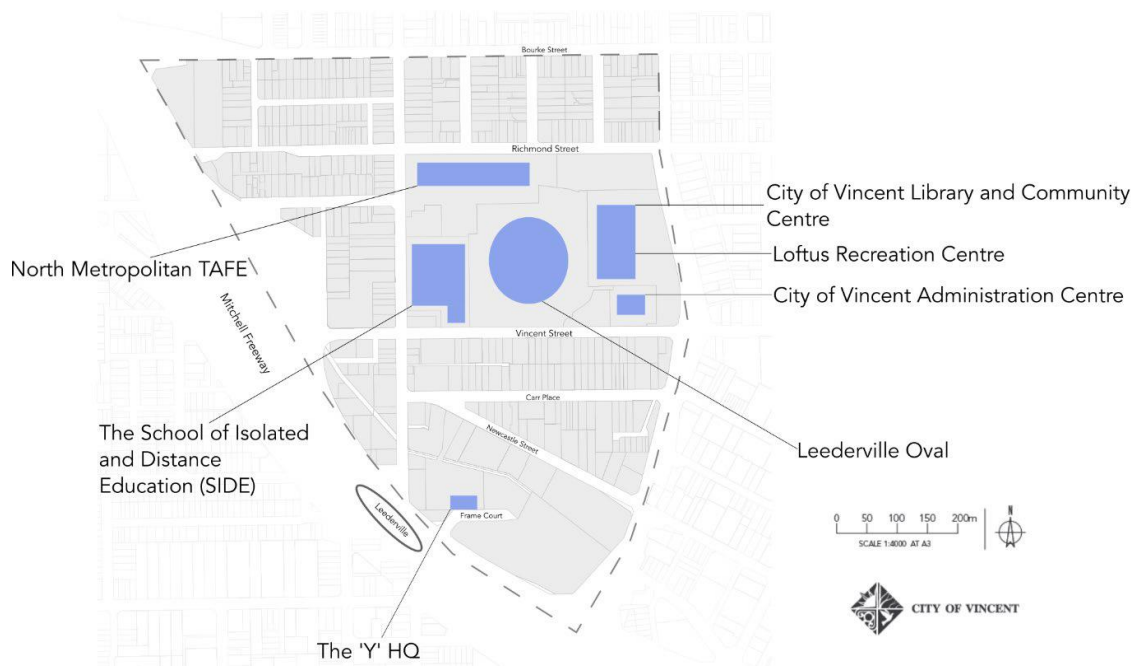 Bourke Street
Richmond Street
City of Vincent Library and Community
Centre
North Metropolitan TAFE
Loftus Recreation Centre
City of Vincent Administration Centre
Mitchell Freeway
Vincent Street
Carr Place
The School of Isolated
and Distance
Education (SIDE)
Newcastle Street
Leederville Oval
Leederville
Frame Court
The 'Y' HQ
0 50 100 150 200m
SCALE 1:4000 AT A3
N
CITY OF VINCENT